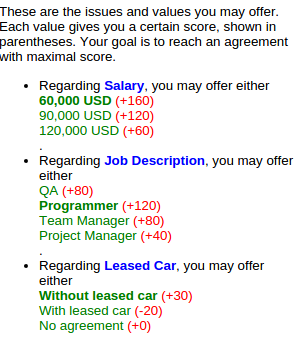 These are the issues and values you may offer.
Each value gives you a certain score, shown in
parentheses. Your goal is to reach an agreement
with maximal score.
• Regarding Salary, you may offer either
60,000 USD (+160)
90,000 USD (+120)
120,000 USD (+60)
.
• Regarding Job Description, you may offer
either
QA (+80)
Programmer (+120)
Team Manager (+80)
Project Manager (+40)
.
• Regarding Leased Car, you may offer
either
Without leased car (+30)
With leased car (-20)
No agreement (+0)